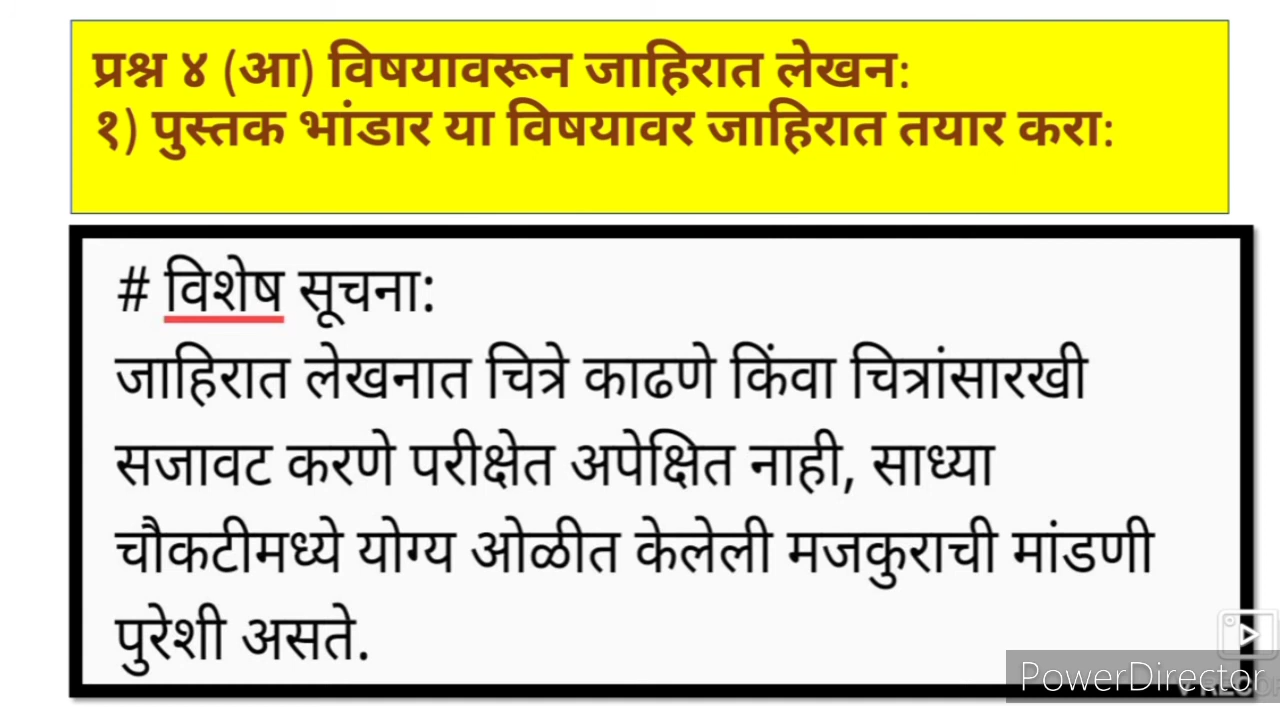 प्रश्न ४ (आ) विषयावरून जाहिरात लेखन:
१) पुस्तक भांडार या विषयावर जाहिरात तयार करा:
# विशेष सूचना:
जाहिरात लेखनात चित्रे काढणे किंवा चित्रांसारखी
सजावट करणे परीक्षेत अपेक्षित नाही, साध्या
चौकटीमध्ये योग्य ओळीत केलेली मजकुराची मांडणी
पुरेशी असते.
PowerDirector